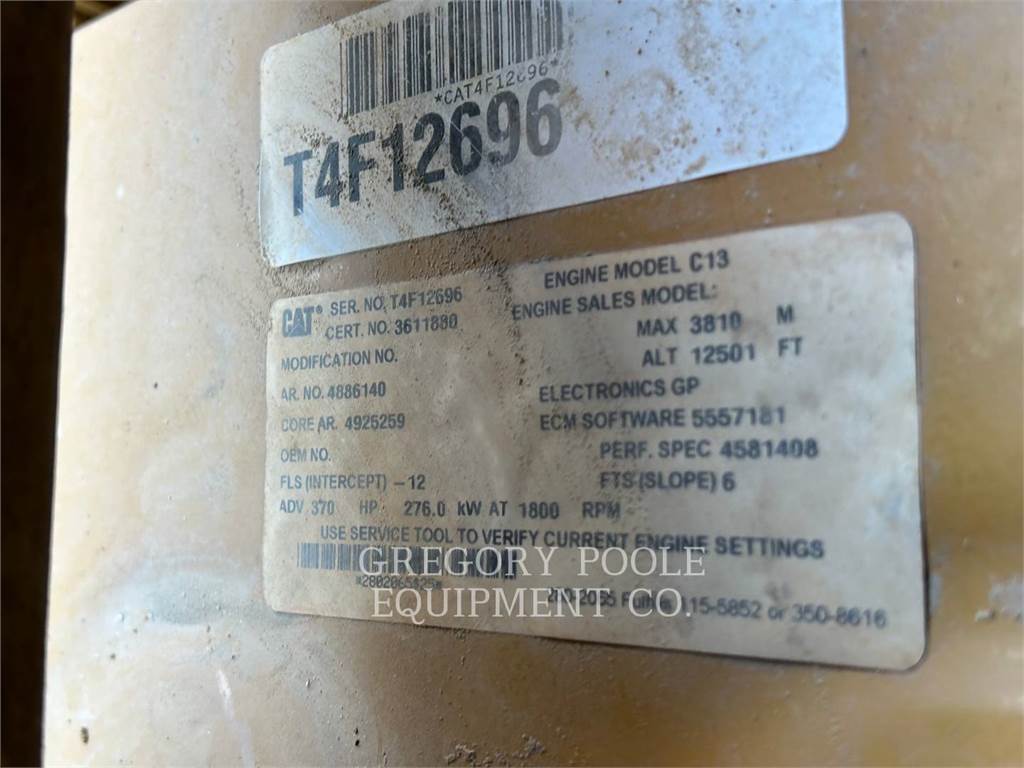 *CAT4F12696*
T4F12696
CAT® SER. NO. T4F12696
CERT. NO. 3611880
MODIFICATION NO.
AR. NO. 4886140
CORE AR. 4925259
OEM NO.
FLS (INTERCEPT) -12
ADV 370 HP 276.0 kW AT 1800 RPM
ENGINE MODEL C13
ENGINE SALES MODEL:
MAX 3810 M
ALT 12501 FT
ELECTRONICS GP
ECM SOFTWARE 5557181
PERF. SPEC 4581408
FTS (SLOPE) 6
USE SERVICE TOOL TO VERIFY CURRENT ENGINE SETTINGS
or 350-8616
GREGORY POOLE
EQUIPMENT CO.